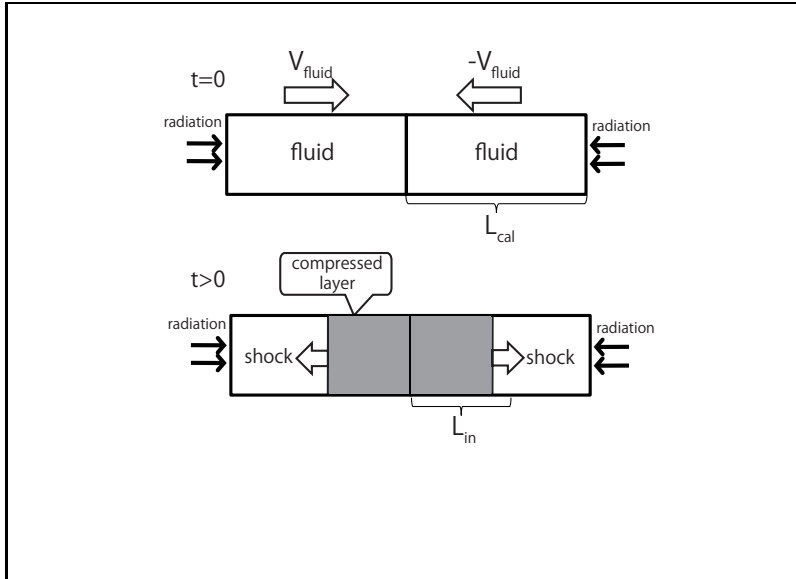 t=0
V_fluid
-V_fluid
radiation
radiation
fluid
fluid
L_cal
t>0
compressed
layer
radiation
radiation
shock
shock
L_in